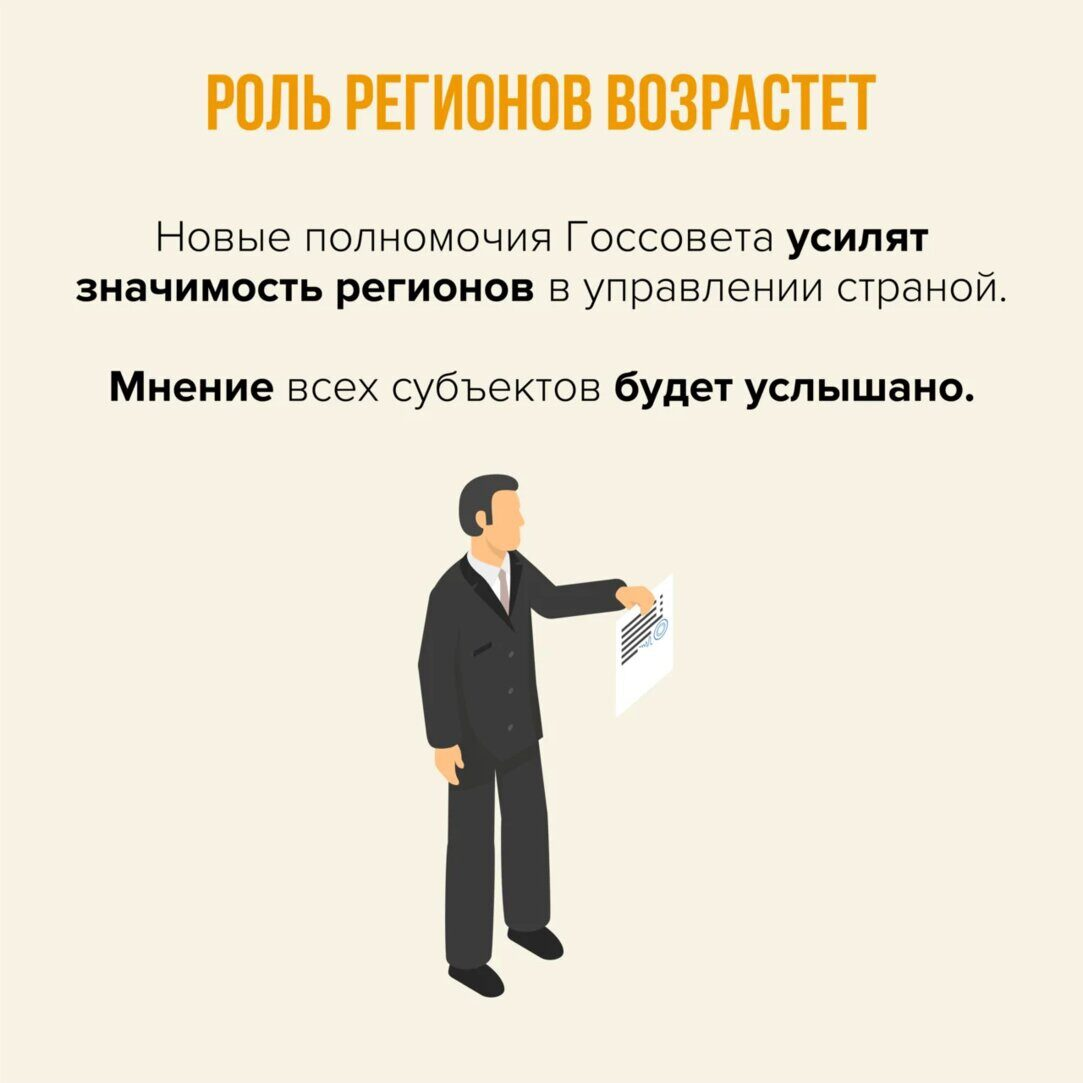 РОЛЬ РЕГИОНОВ ВОЗРАСТЕТ
Новые полномочия Госсовета усилят
значимость регионов в управлении страной.
Мнение всех субъектов будет услышано.